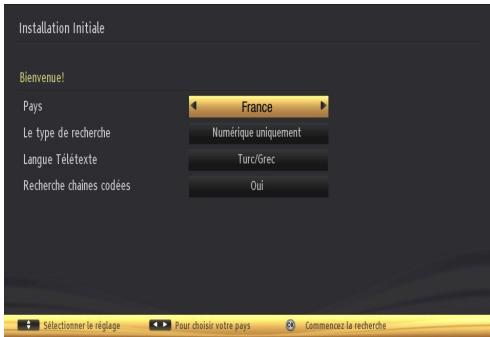 Installation Initiale
Bienvenue!
Pays France
Le type de recherche Numérique uniquement
Langue Télétexte Turc/Grec
Recherche chaînes codées Oui
Sélectionner le réglage Pour choisir votre pays OK Commencez la recherche